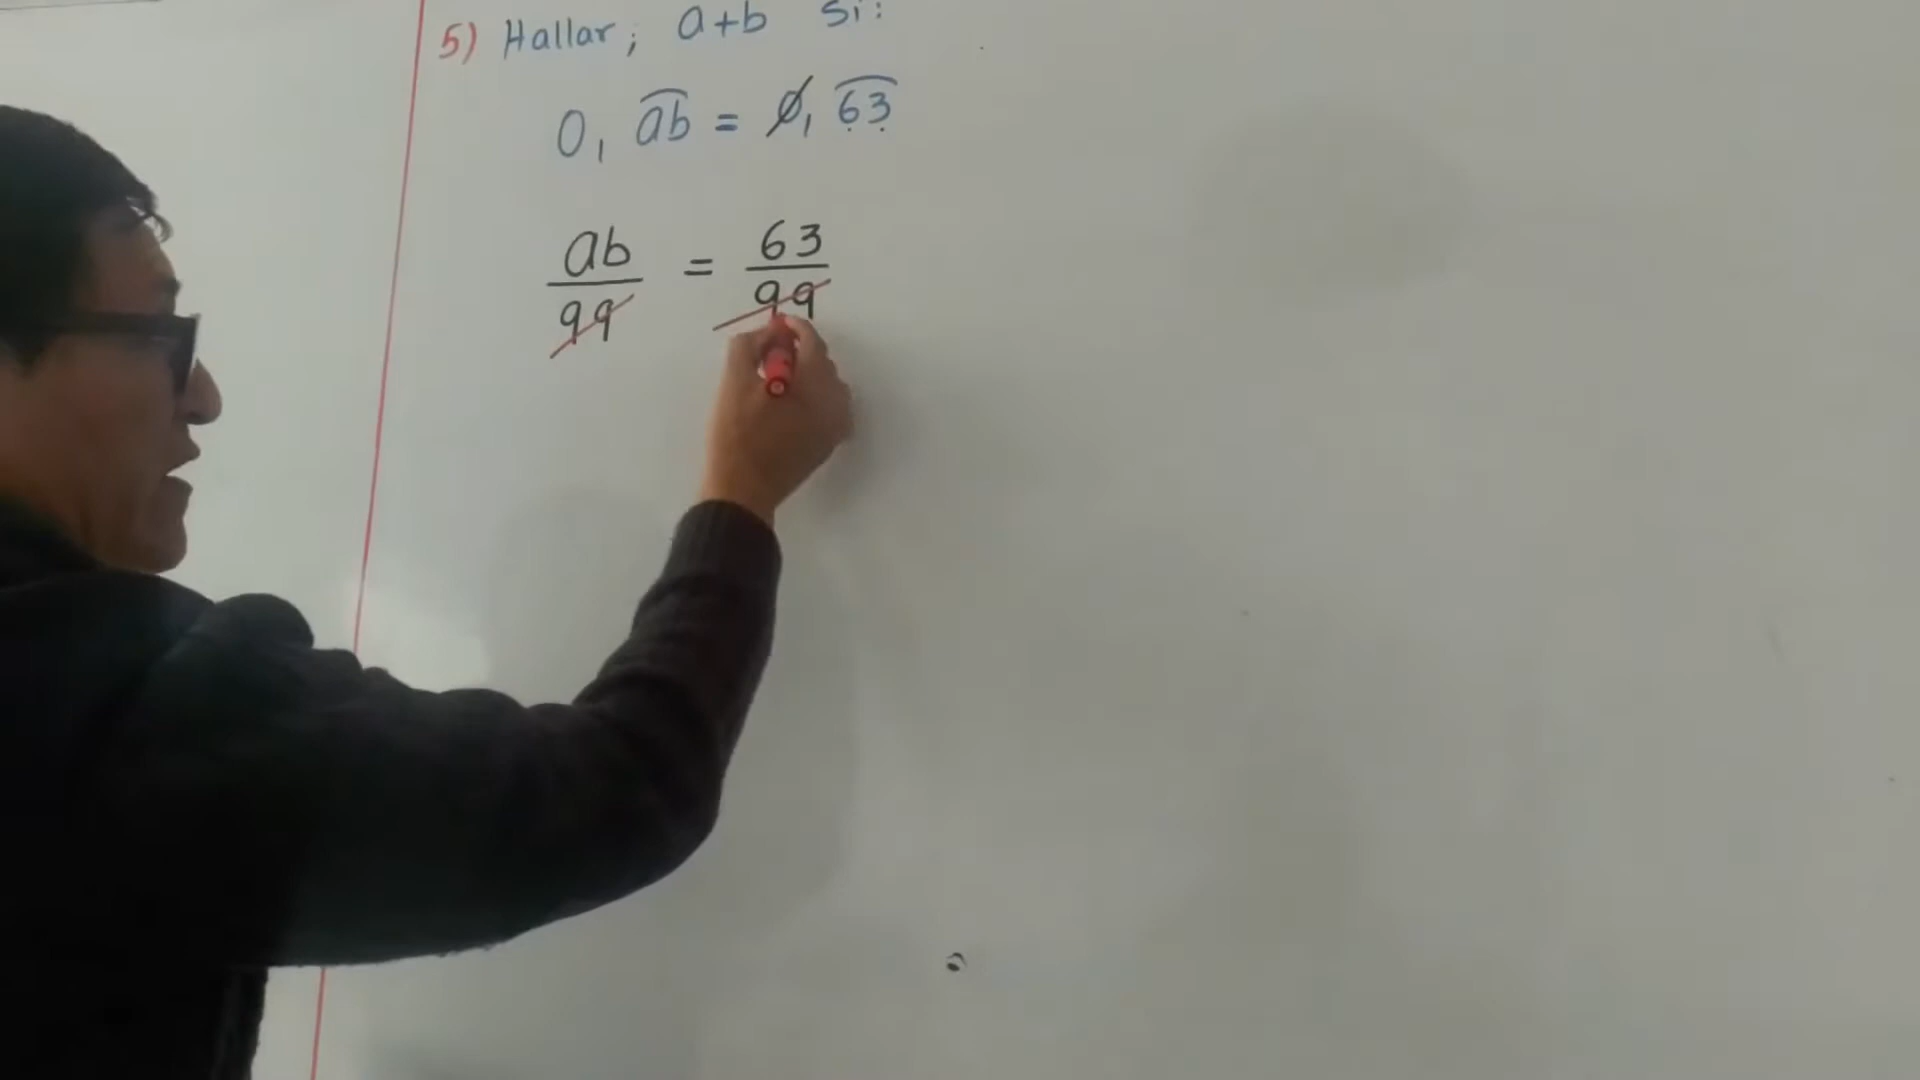 5) Hallar; a+b Si:
0, ab = 0, 63
ab/99 = 63/99